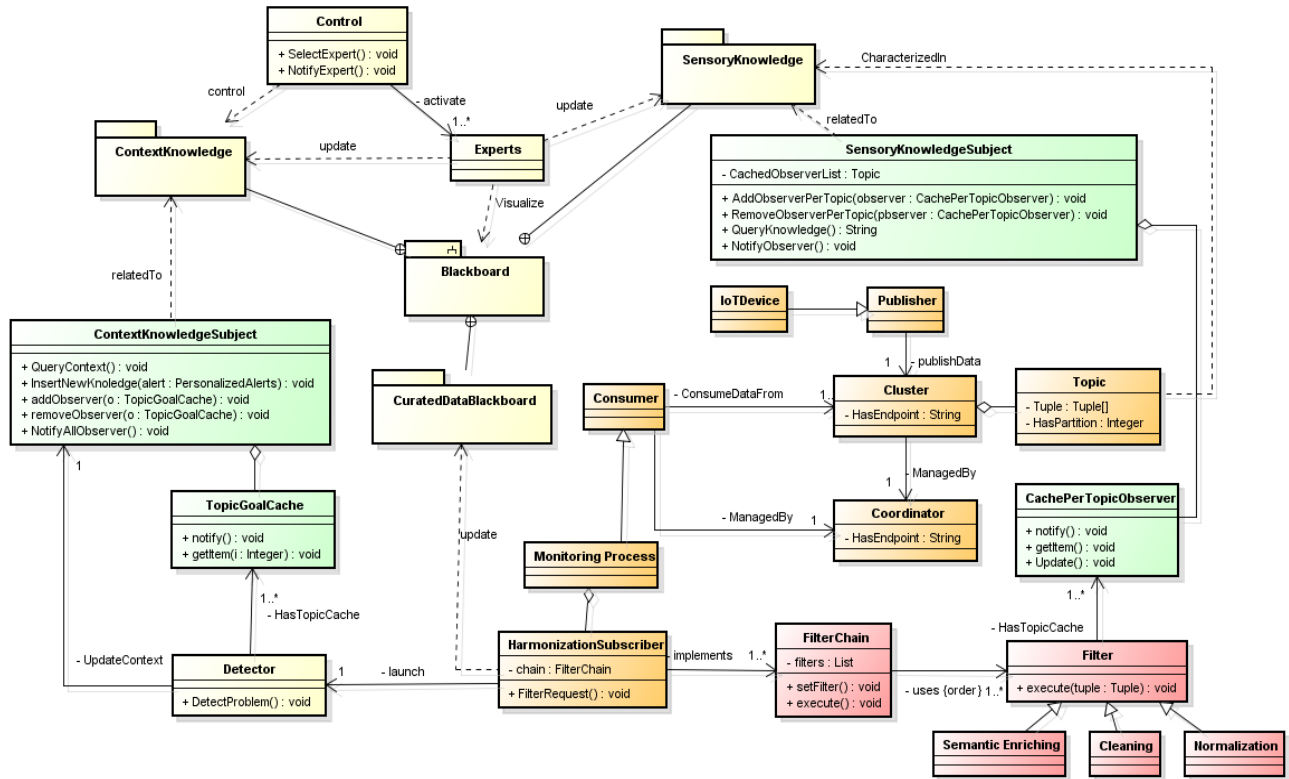 Control
+ SelectExpert() : void
+ NotifyExpert() : void
SensoryKnowledge
CharacterizedIn
control
- activate
1..*
update
relatedTo
ContextKnowledge
update
Experts
SensoryKnowledgeSubject
- CachedObserverList : Topic
+ AddObserverPerTopic(observer : CachePerTopicObserver) : void
+ RemoveObserverPerTopic(pbserver : CachePerTopicObserver) : void
+ QueryKnowledge() : String
+ NotifyObserver() : void
Visualize
relatedTo
Blackboard
IoTDevice
Publisher
ContextKnowledgeSubject
+ QueryContext() : void
+ InsertNewKnoledge(alert : PersonalizedAlerts) : void
+ addObserver(o : TopicGoalCache) : void
+ removeObserver(o : TopicGoalCache) : void
+ NotifyAllObserver() : void
1
- publishData
CuratedDataBlackboard
Consumer
- ConsumeDataFrom
1..
Cluster
- HasEndpoint : String
Topic
- Tuple : Tuple[]
- HasPartition : Integer
1
- ManagedBy
1
TopicGoalCache
+ notify() : void
+ getItem(i : Integer) : void
- ManagedBy
1
Coordinator
- HasEndpoint : String
CachePerTopicObserver
+ notify() : void
+ getItem() : void
+ Update() : void
update
Monitoring Process
1..*
- HasTopicCache
1..*
- HasTopicCache
- UpdateContext
Detector
+ DetectProblem() : void
1
- launch
HarmonizationSubscriber
- chain : FilterChain
+ FilterRequest() : void
- implements
1..*
FilterChain
- filters : List
+ setFilter() : void
+ execute() : void
- uses {order}
1..*
Filter
+ execute(tuple : Tuple) : void
Semantic Enriching
Cleaning
Normalization